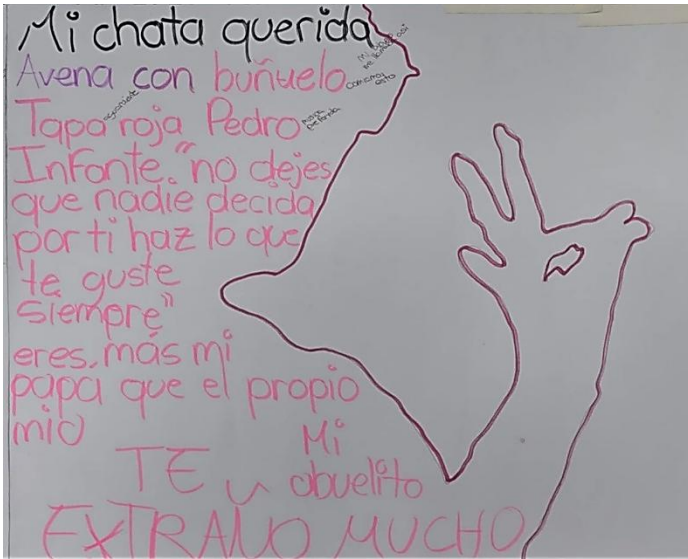 Mi chata querida
Avena con buñuelo
Tapa roja Pedro
Infante. "no dejes
que nadie decida
por ti haz lo que
te guste
siempre"
eres, más mi
papa que el propio
mio
Mi
abuelito
TE
EXTRAÑO MUCHO